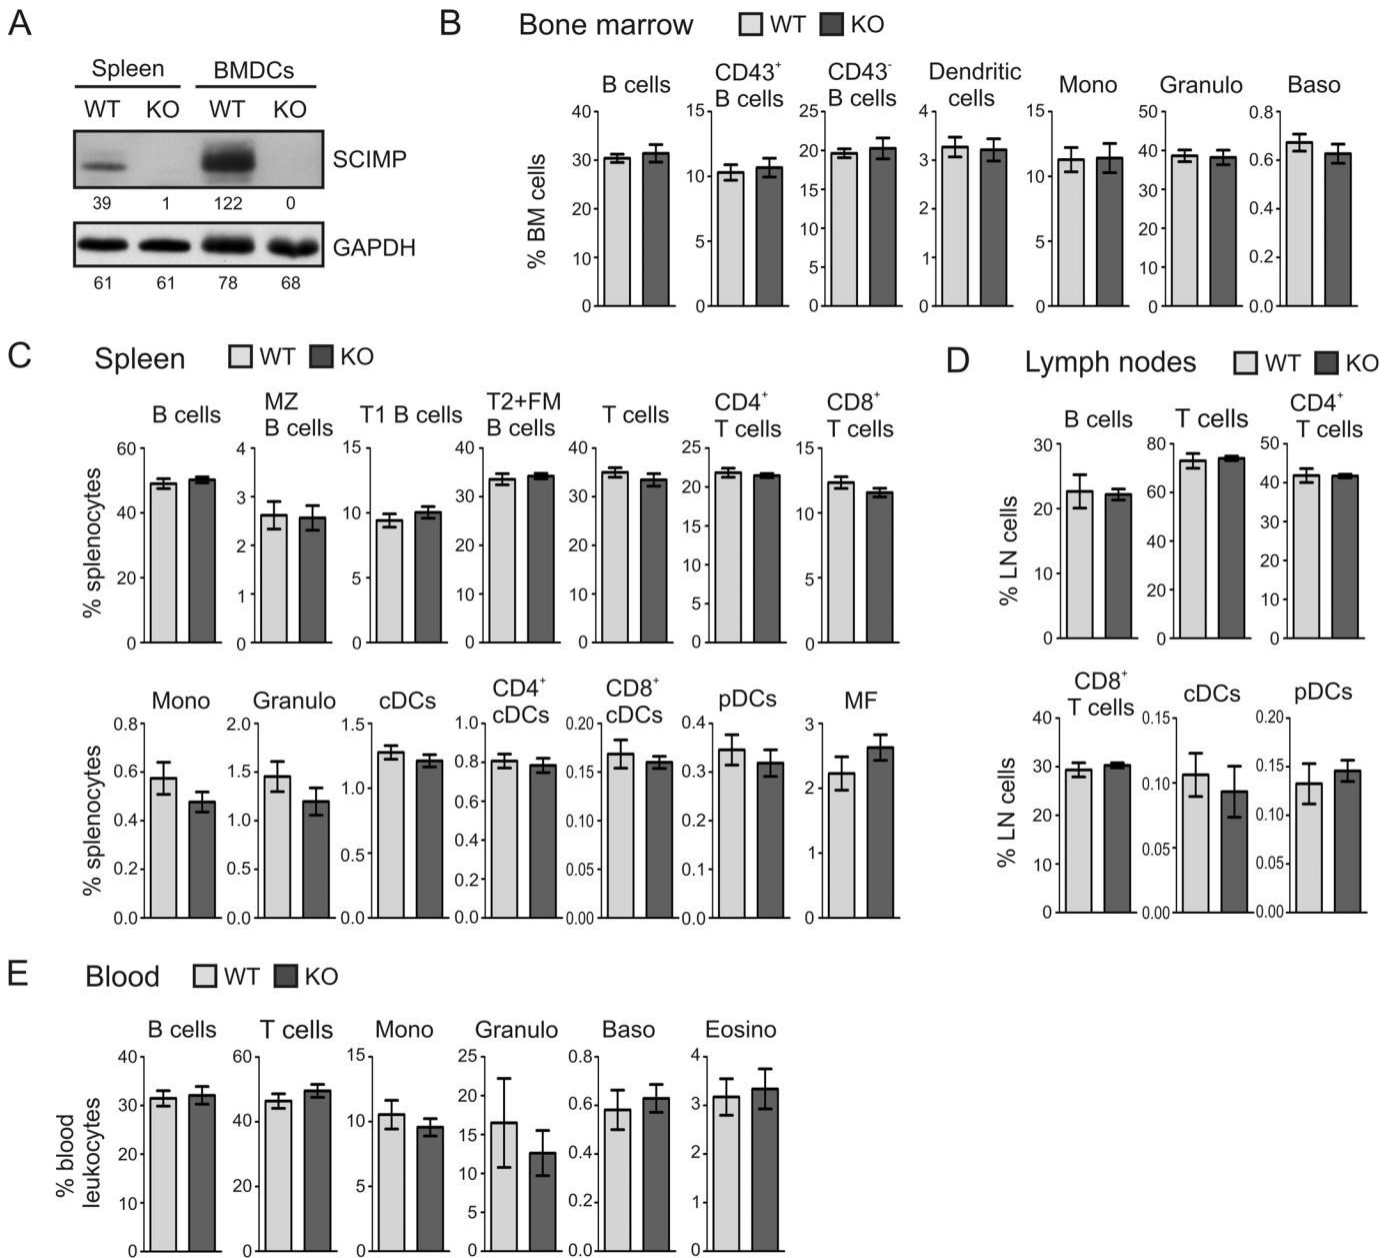 A
Spleen BMDCs
WT KO WT KO
SCIMP
39 1 122 0
GAPDH
61 61 78 68
B Bone marrow WT KO
B cells CD43⁺ B cells CD43⁻ B cells Dendritic cells Mono Granulo Baso
% BM cells
40 15 25 4 15 50 0.8
30 10 20 3 10 40 0.6
20 5 15 2 5 30 0.4
10 0 10 1 0 20 0.2
0 5 0 10 0.0
0 0
C Spleen WT KO
B cells MZ B cells T1 B cells T2+FM B cells T cells CD4⁺ T cells CD8⁺ T cells
% splenocytes
60 4 15 40 40 25 15
40 3 10 30 30 20 10
20 2 5 20 20 15 5
0 1 0 10 10 10 0
0 0 0 5
0
Mono Granulo cDCs CD4⁺ cDCs CD8⁺ cDCs pDCs MF
% splenocytes
0.8 2.0 1.5 1.0 0.20 0.4 3
0.6 1.5 1.0 0.8 0.15 0.3 2
0.4 1.0 0.5 0.6 0.10 0.2 1
0.2 0.5 0.0 0.4 0.05 0.1 0
0.0 0.0 0.2 0.00 0.0
0.0
D Lymph nodes WT KO
B cells T cells CD4⁺ T cells
% LN cells
30 80 50
20 60 40
10 40 30
0 20 20
0 10
0
CD8⁺ T cells cDCs pDCs
% LN cells
40 0.15 0.20
30 0.10 0.15
20 0.05 0.10
10 0.00 0.05
0 0.00
E Blood WT KO
B cells T cells Mono Granulo Baso Eosino
% blood
leukocytes
40 60 15 25 0.8 4
30 40 10 20 0.6 3
20 20 5 15 0.4 2
10 0 0 10 0.2 1
0 5 0.0 0
0